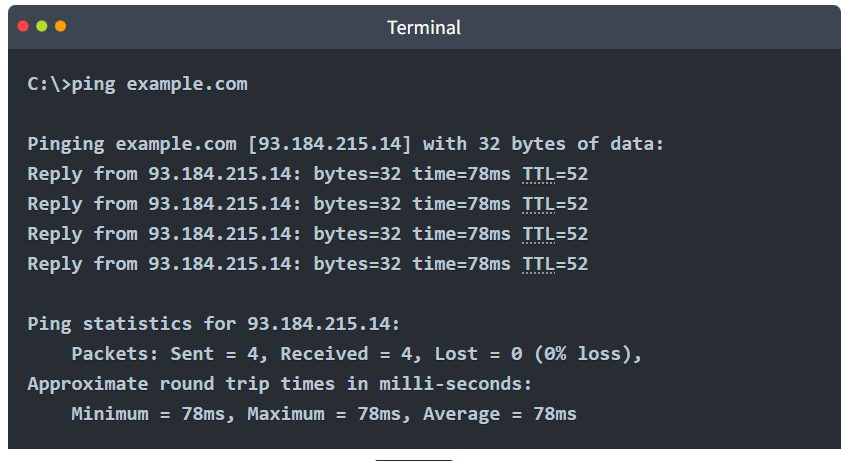 Terminal
C:\>ping example.com
Pinging example.com [93.184.215.14] with 32 bytes of data:
Reply from 93.184.215.14: bytes=32 time=78ms TTL=52
Reply from 93.184.215.14: bytes=32 time=78ms TTL=52
Reply from 93.184.215.14: bytes=32 time=78ms TTL=52
Reply from 93.184.215.14: bytes=32 time=78ms TTL=52
Ping statistics for 93.184.215.14:
    Packets: Sent = 4, Received = 4, Lost = 0 (0% loss),
Approximate round trip times in milli-seconds:
    Minimum = 78ms, Maximum = 78ms, Average = 78ms